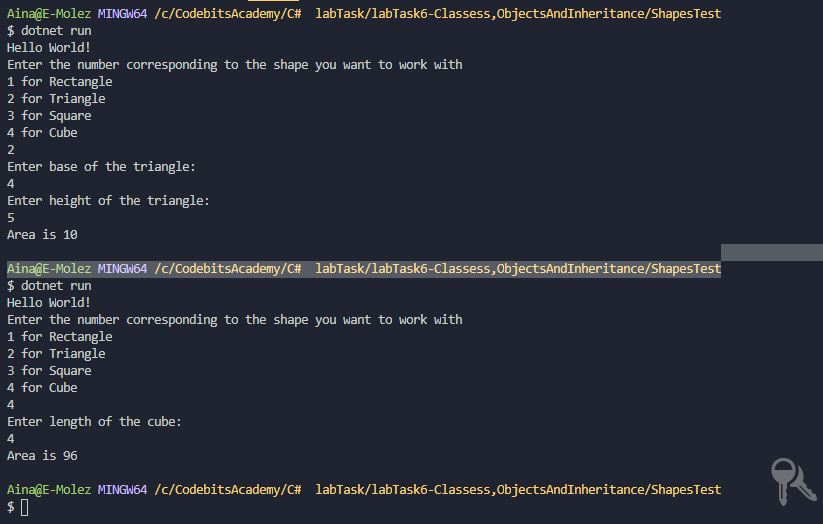 Aina@E-Molez MINGW64 /c/CodebitsAcademy/C#  labTask/labTask6-Classess,ObjectsAndInheritance/ShapesTest
$ dotnet run
Hello World!
Enter the number corresponding to the shape you want to work with
1 for Rectangle
2 for Triangle
3 for Square
4 for Cube
2
Enter base of the triangle:
4
Enter height of the triangle:
5
Area is 10
Aina@E-Molez MINGW64 /c/CodebitsAcademy/C#  labTask/labTask6-Classess,ObjectsAndInheritance/ShapesTest
$ dotnet run
Hello World!
Enter the number corresponding to the shape you want to work with
1 for Rectangle
2 for Triangle
3 for Square
4 for Cube
4
Enter length of the cube:
4
Area is 96
Aina@E-Molez MINGW64 /c/CodebitsAcademy/C#  labTask/labTask6-Classess,ObjectsAndInheritance/ShapesTest
$